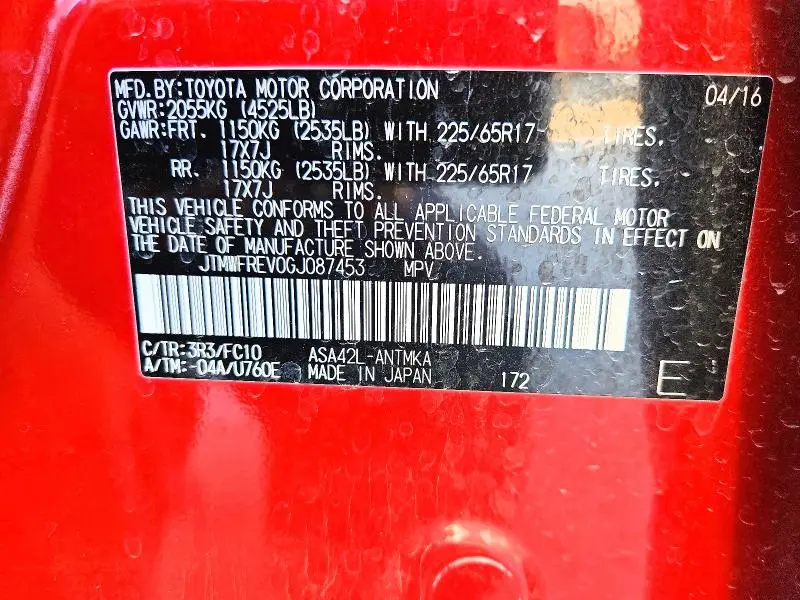 MFD.BY:TOYOTA MOTOR CORPORATION 04/16
GVWR:2055KG (4525LB)
GAWR:FRT. 1150KG (2535LB) WITH 225/65R17 TIRES,
17X7J RIMS.
RR. 1150KG (2535LB) WITH 225/65R17 TIRES,
17X7J RIMS.
THIS VEHICLE CONFORMS TO ALL APPLICABLE FEDERAL MOTOR
VEHICLE SAFETY AND THEFT PREVENTION STANDARDS IN EFFECT ON
THE DATE OF MANUFACTURE SHOWN ABOVE.
JTMWFREV0GJ087453 MPV
C/TR:3R3/FC10 ASA42L-ANTMKA
A/TM:-04A/U760E MADE IN JAPAN 172 E